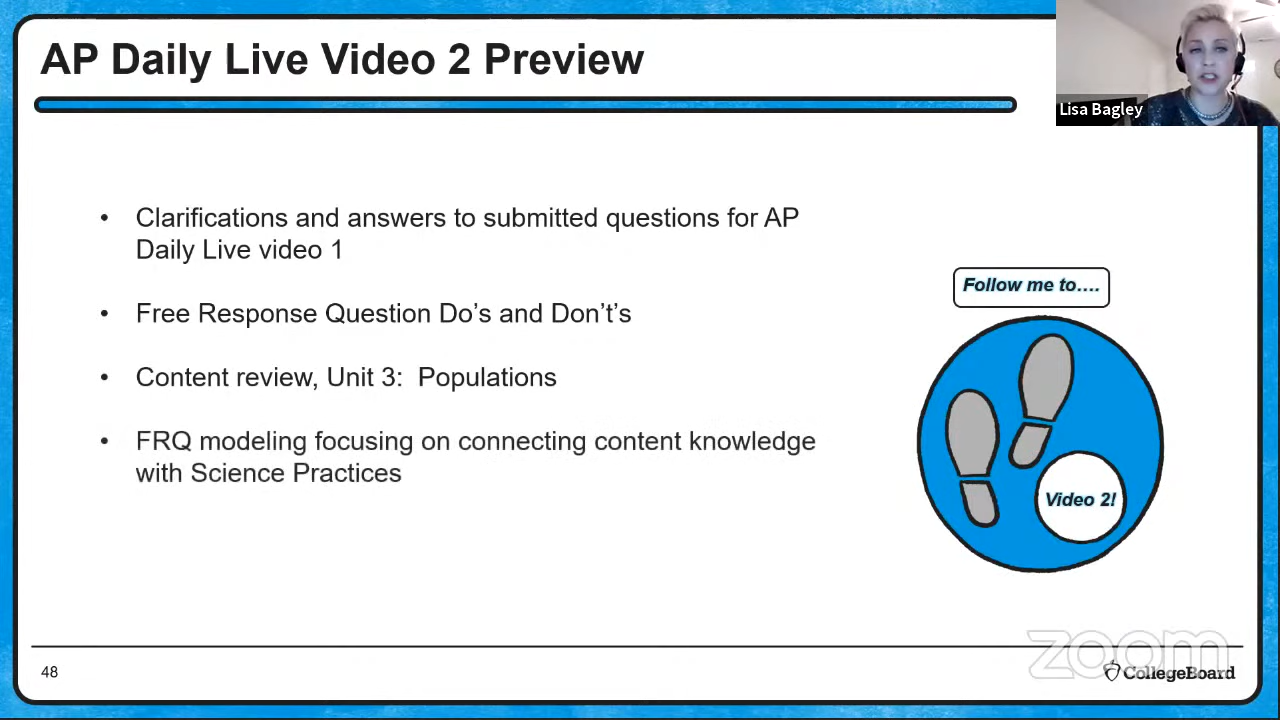 AP Daily Live Video 2 Preview
Lisa Bagley
• Clarifications and answers to submitted questions for AP
Daily Live video 1
• Free Response Question Do’s and Don’t’s
• Content review, Unit 3:  Populations
• FRQ modeling focusing on connecting content knowledge
with Science Practices
Follow me to....
Video 2!
48
zoom
CollegeBoard